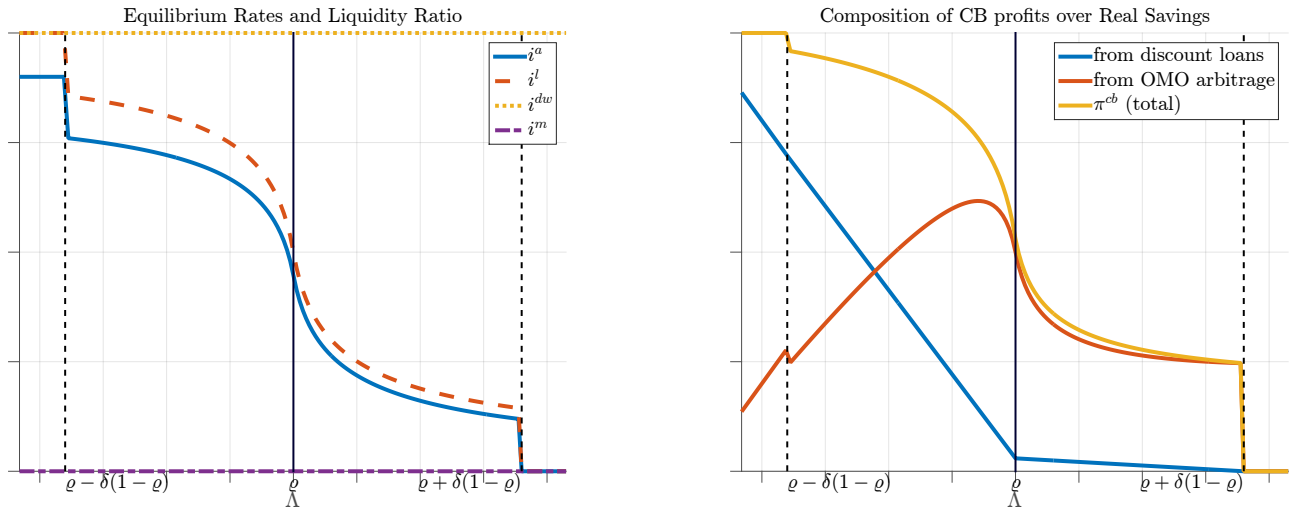 Equilibrium Rates and Liquidity Ratio
i^a
i^l
i^{dw}
i^m
ϱ − δ(1 − ϱ)
ϱ
ϱ + δ(1 − ϱ)
Λ
Composition of CB profits over Real Savings
from discount loans
from OMO arbitrage
π^{cb} (total)
ϱ − δ(1 − ϱ)
ϱ
ϱ + δ(1 − ϱ)
Λ